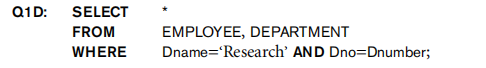 Q1D: SELECT *
FROM EMPLOYEE, DEPARTMENT
WHERE Dname=‘Research’ AND Dno=Dnumber;